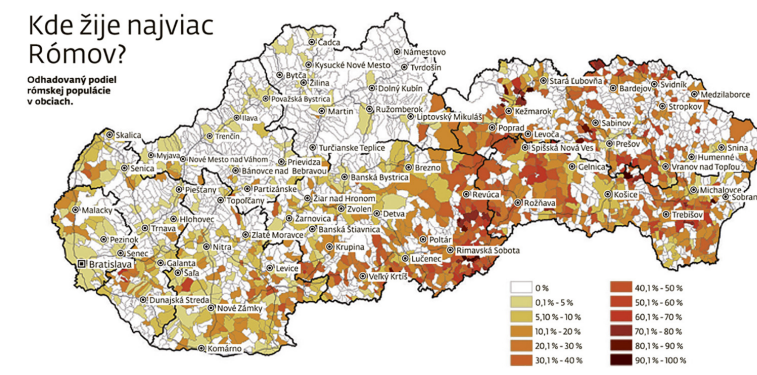 Kde žije najviac
Rómov?
Odhadovaný podiel
rómskej populácie
v obciach.
Čadca
Námestovo
Kysucké Nové Mesto
Tvrdošín
Bytča
Žilina
Dolný Kubín
Považská Bystrica
Martin
Ružomberok
Liptovský Mikuláš
Ilava
Stará Ľubovňa
Bardejov
Svidník
Medzilaborce
Stropkov
Kežmarok
Sabinov
Poprad
Levoča
Skalica
Trenčín
Turčianske Teplice
Spišská Nová Ves
Prešov
Snina
Humenné
Myjava
Nové Mesto nad Váhom
Prievidza
Senica
Bánovce nad Bebravou
Brezno
Gelnica
Vranov nad Topľou
Banská Bystrica
Piešťany
Partizánske
Topoľčany
Žiar nad Hronom
Revúca
Košice
Michalovce
Sobran
Malacky
Zvolen
Rožňava
Hlohovec
Žarnovica
Detva
Trebišov
Trnava
Banská Štiavnica
Zlaté Moravce
Pezinok
Nitra
Krupina
Poltár
Rimavská Sobota
Senec
Bratislava
Galanta
Šaľa
Levice
Lučenec
Veľký Krtíš
Dunajská Streda
Nové Zámky
Komárno
0 %
0,1% - 5 %
5,10% - 10 %
10,1% - 20 %
20,1% - 30 %
30,1% - 40 %
40,1% - 50 %
50,1% - 60 %
60,1% - 70 %
70,1% - 80 %
80,1% - 90 %
90,1% - 100 %